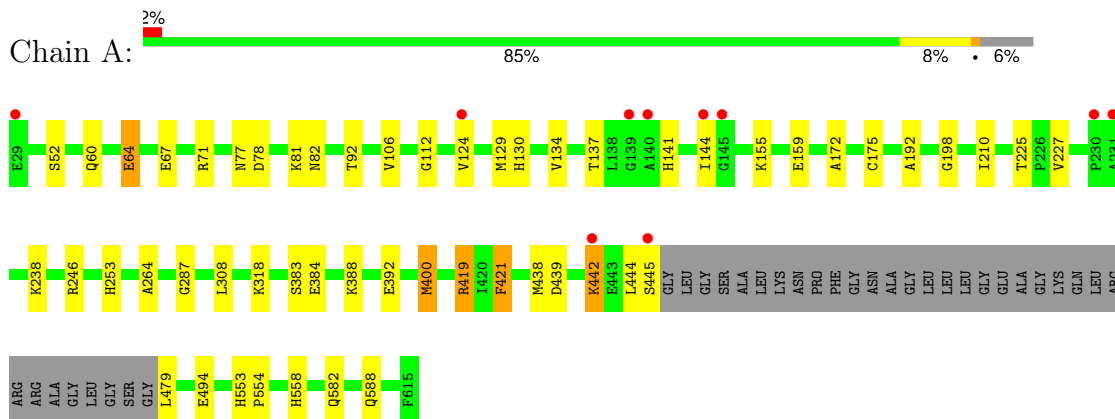 2%
Chain A:
85% 8% • 6%
E29 S52 Q60 E64 E67 R71 N77 D78 K81 N82 T92 V106 G112 V124 M129 H130 V134 T137 L138 G139 A140 H141 I144 G145 K155 E159 A172 C175 A192 G198 I210 T225 P226 V227 P230 A231
K238 R246 H253 A264 G287 L308 K318 S383 E384 K388 E392 M400 R419 I420 F421 M438 D439 K442 E443 L444 S445 GLY LEU GLY SER ALA LEU LYS ASN PRO PHE GLY ASN ALA GLY LEU LEU LEU GLY GLU ALA GLY LYS GLN LEU ARG
ARG ARG ALA GLY LEU GLY SER GLY L479 E494 H553 P554 H558 Q582 Q588 F615